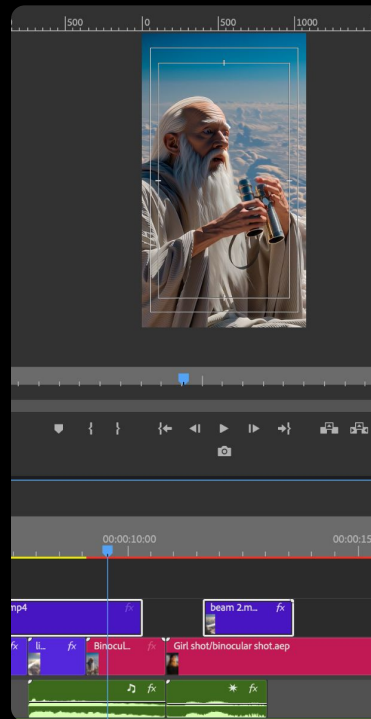 500 0 500 1000
00:00:10:00 00:00:15
mp4 fx beam 2.m... fx
fx li... fx Binocul... fx Girl shot/binocular shot.aep
fx fx